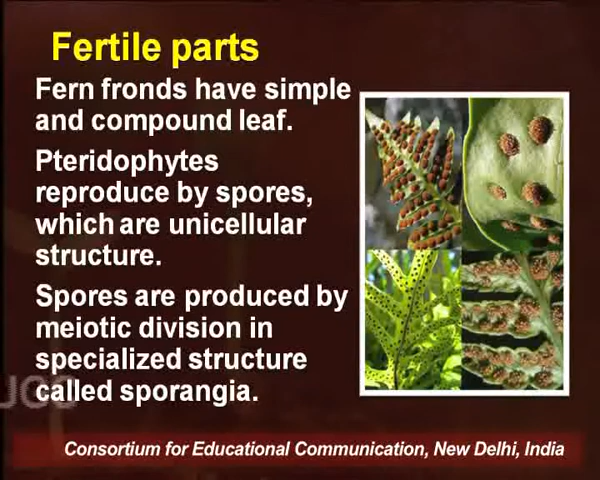 Fertile parts
Fern fronds have simple
and compound leaf.
Pteridophytes
reproduce by spores,
which are unicellular
structure.
Spores are produced by
meiotic division in
specialized structure
called sporangia.
Consortium for Educational Communication, New Delhi, India